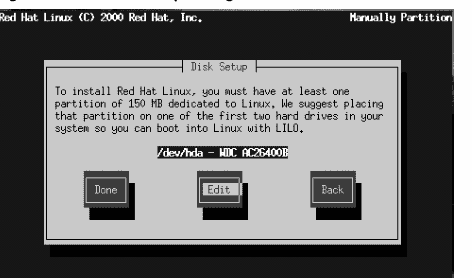 Red Hat Linux (C) 2000 Red Hat, Inc. Manually Partition
Disk Setup
To install Red Hat Linux, you must have at least one
partition of 150 MB dedicated to Linux. We suggest placing
that partition on one of the first two hard drives in your
system so you can boot into Linux with LILO.
/dev/hda - WDC AC26400B
Done Edit Back